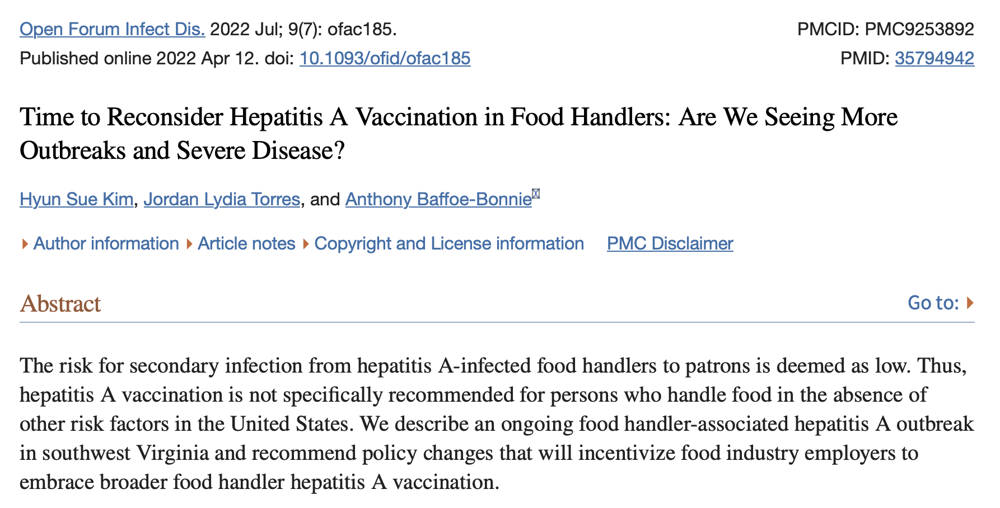 Open Forum Infect Dis. 2022 Jul; 9(7): ofac185.
PMCID: PMC9253892
Published online 2022 Apr 12. doi: 10.1093/ofid/ofac185
PMID: 35794942
Time to Reconsider Hepatitis A Vaccination in Food Handlers: Are We Seeing More
Outbreaks and Severe Disease?
Hyun Sue Kim, Jordan Lydia Torres, and Anthony Baffoe-Bonnie
Author information Article notes Copyright and License information PMC Disclaimer
Abstract
Go to:
The risk for secondary infection from hepatitis A-infected food handlers to patrons is deemed as low. Thus,
hepatitis A vaccination is not specifically recommended for persons who handle food in the absence of
other risk factors in the United States. We describe an ongoing food handler-associated hepatitis A outbreak
in southwest Virginia and recommend policy changes that will incentivize food industry employers to
embrace broader food handler hepatitis A vaccination.